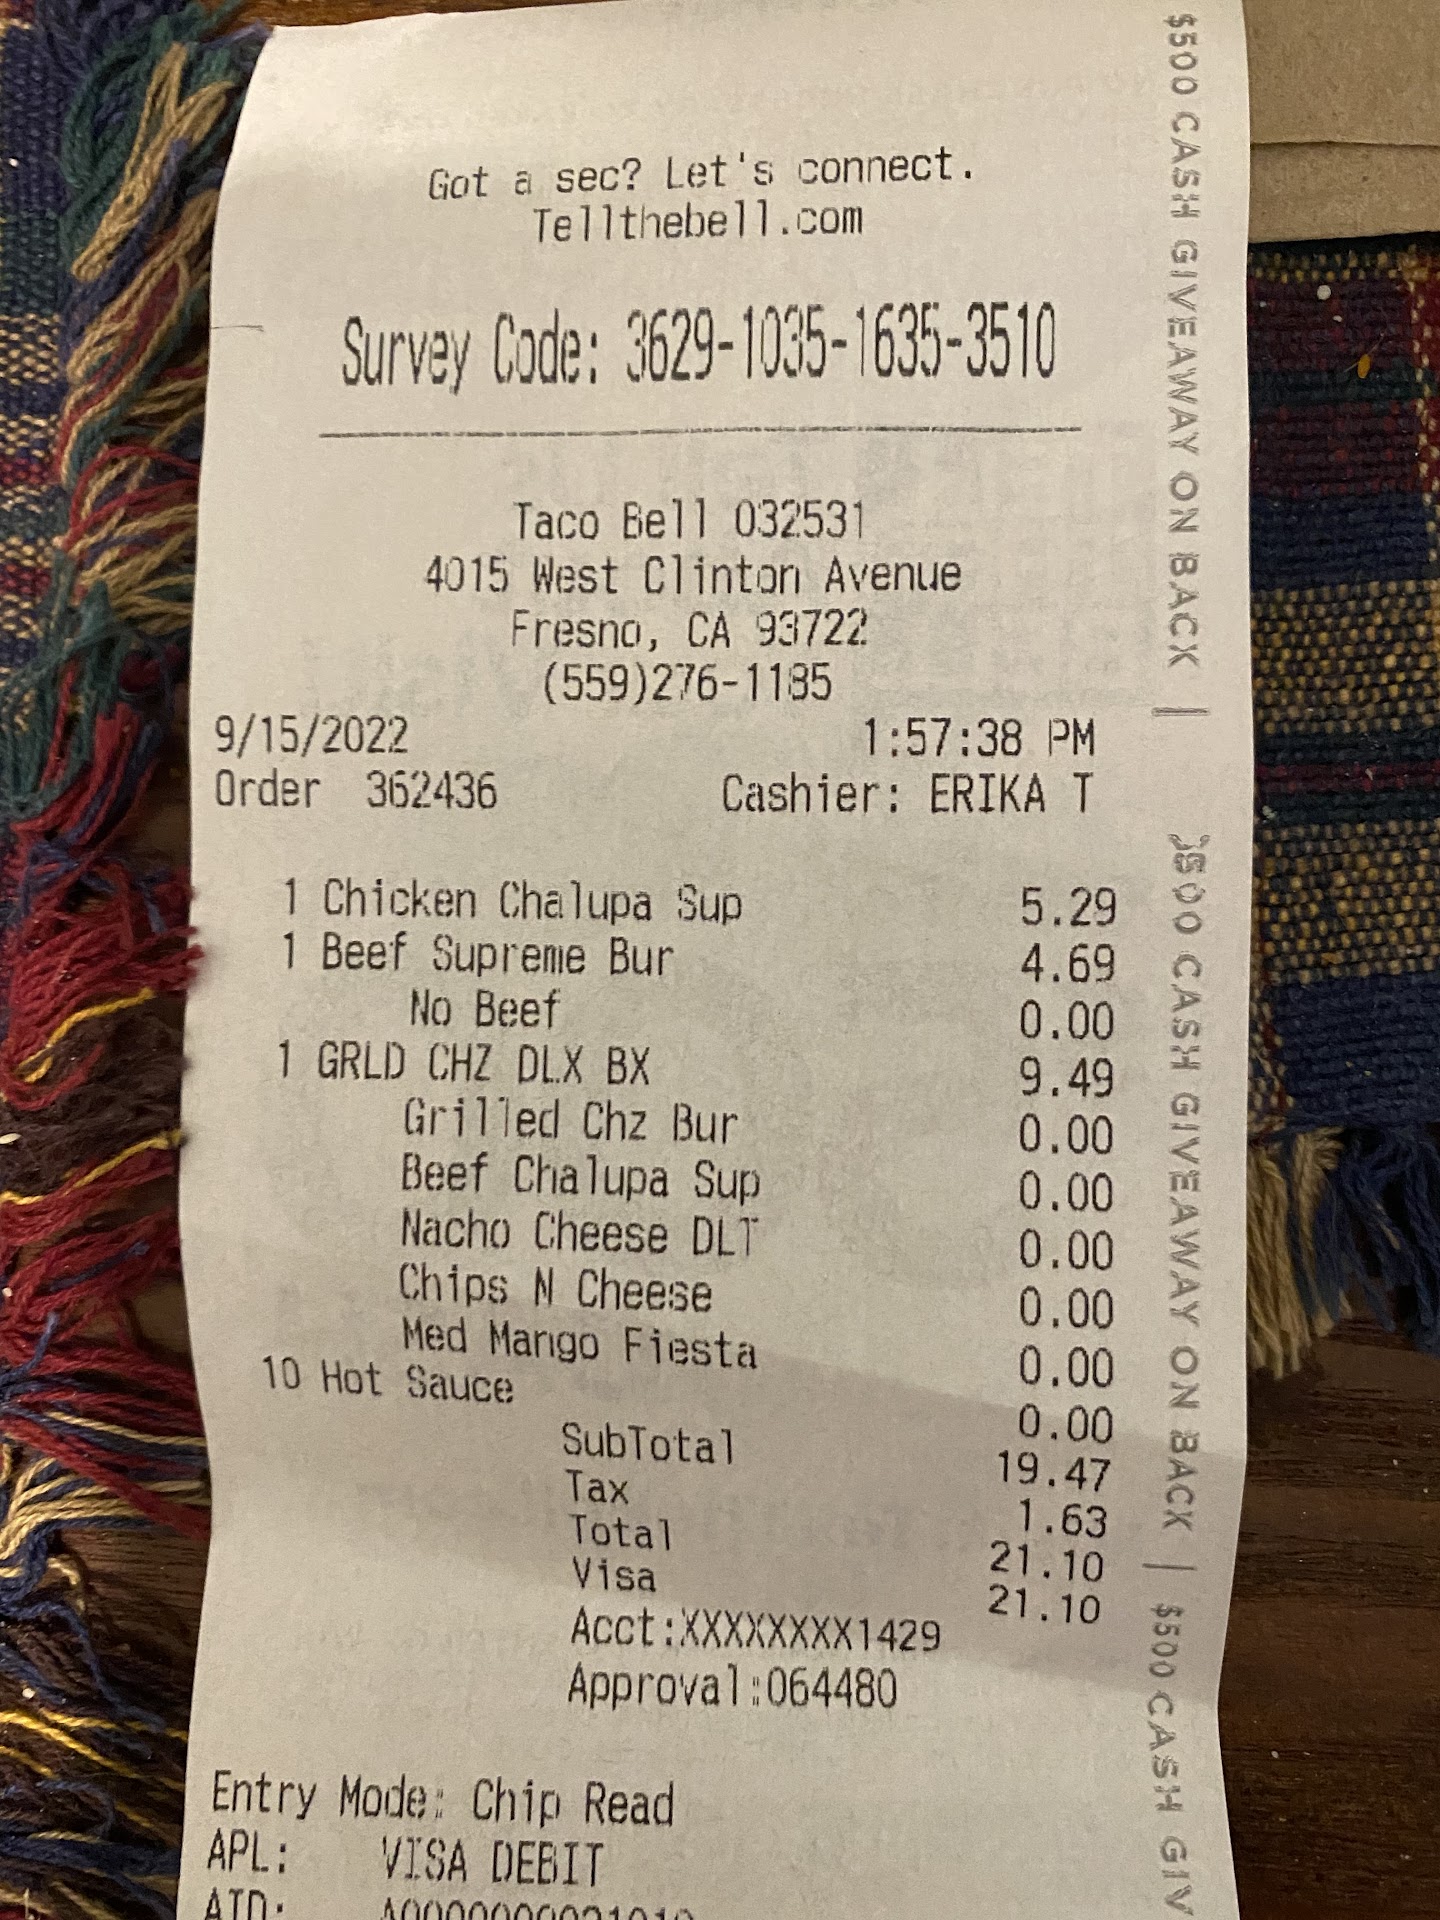 Got a sec? Let's connect.
Tellthebell.com
Survey Code: 3629-1035-1635-3510
Taco Bell 032531
4015 West Clinton Avenue
Fresno, CA 93722
(559)276-1185
9/15/2022 1:57:38 PM
Order 362436 Cashier: ERIKA T
1 Chicken Chalupa Sup 5.29
1 Beef Supreme Bur 4.69
No Beef 0.00
1 GRLD CHZ DLX BX 9.49
Grilled Chz Bur 0.00
Beef Chalupa Sup 0.00
Nacho Cheese DLT 0.00
Chips N Cheese 0.00
Med Mango Fiesta 0.00
10 Hot Sauce 0.00
SubTotal 19.47
Tax 1.63
Total 21.10
Visa 21.10
Acct:XXXXXXXX1429
Approval:064480
Entry Mode: Chip Read
APL: VISA DEBIT
AID:
$500 CASH GIVEAWAY ON BACK |
$500 CASH GIVEAWAY ON BACK |
$500 CASH GIV